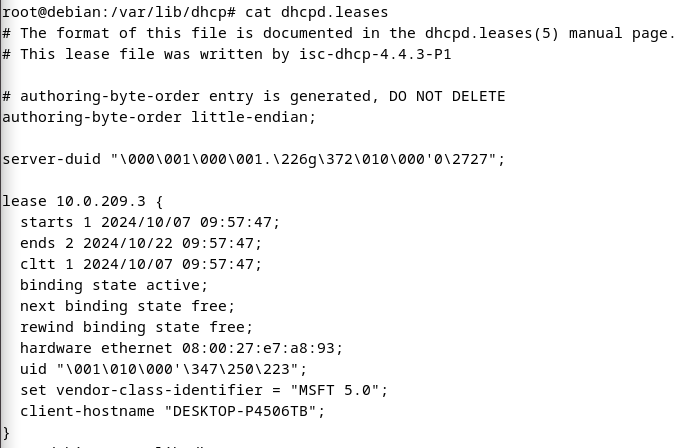 root@debian:/var/lib/dhcp# cat dhcpd.leases
# The format of this file is documented in the dhcpd.leases(5) manual page.
# This lease file was written by isc-dhcp-4.4.3-P1
# authoring-byte-order entry is generated, DO NOT DELETE
authoring-byte-order little-endian;
server-duid "\000\001\000\001.\226g\372\010\000'0\2727";
lease 10.0.209.3 {
  starts 1 2024/10/07 09:57:47;
  ends 2 2024/10/22 09:57:47;
  cltt 1 2024/10/07 09:57:47;
  binding state active;
  next binding state free;
  rewind binding state free;
  hardware ethernet 08:00:27:e7:a8:93;
  uid "\001\010\000'\347\250\223";
  set vendor-class-identifier = "MSFT 5.0";
  client-hostname "DESKTOP-P4506TB";
}